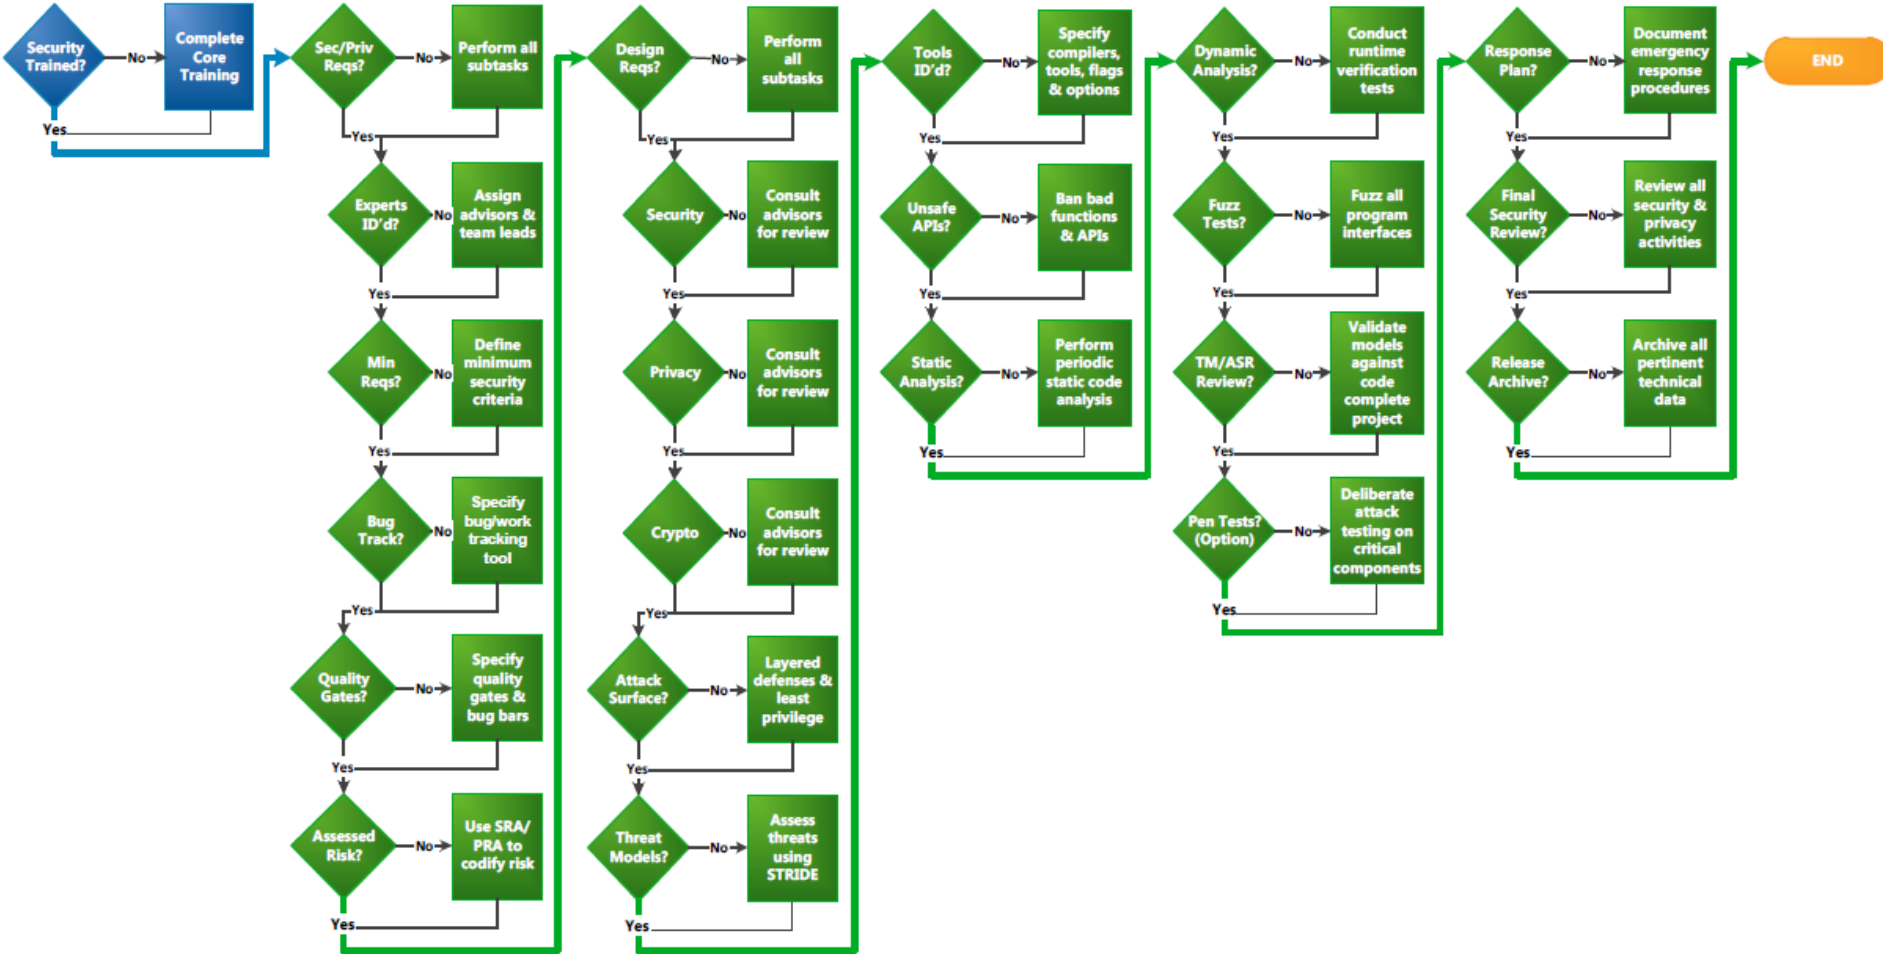 Security
Trained?
No
Complete
Core
Training
Yes
Sec/Priv
Reqs?
No
Perform all
subtasks
Yes
Experts
ID'd?
No
Assign
advisors &
team leads
Yes
Min
Reqs?
No
Define
minimum
security
criteria
Yes
Bug
Track?
No
Specify
bug/work
tracking
tool
Yes
Quality
Gates?
No
Specify
quality
gates &
bug bars
Yes
Assessed
Risk?
No
Use SRA/
PRA to
codify risk
Yes
Design
Reqs?
No
Perform
all
subtasks
Yes
Security
No
Consult
advisors
for review
Yes
Privacy
No
Consult
advisors
for review
Yes
Crypto
No
Consult
advisors
for review
Yes
Attack
Surface?
No
Layered
defenses &
least
privilege
Yes
Threat
Models?
No
Assess
threats
using
STRIDE
Yes
Tools
ID'd?
No
Specify
compilers,
tools, flags
& options
Yes
Unsafe
APIs?
No
Ban bad
functions
& APIs
Yes
Static
Analysis?
No
Perform
periodic
static code
analysis
Yes
Dynamic
Analysis?
No
Conduct
runtime
verification
tests
Yes
Fuzz
Tests?
No
Fuzz all
program
interfaces
Yes
TM/ASR
Review?
No
Validate
models
against
code
complete
project
Yes
Pen Tests?
(Option)
No
Deliberate
attack
testing on
critical
components
Yes
Response
Plan?
No
Document
emergency
response
procedures
Yes
Final
Security
Review?
No
Review all
security &
privacy
activities
Yes
Release
Archive?
No
Archive all
pertinent
technical
data
Yes
END